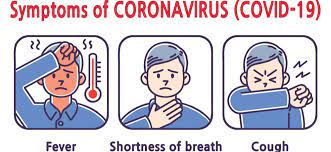 Symptoms of CORONAVIRUS (COVID-19)
Fever Shortness of breath Cough